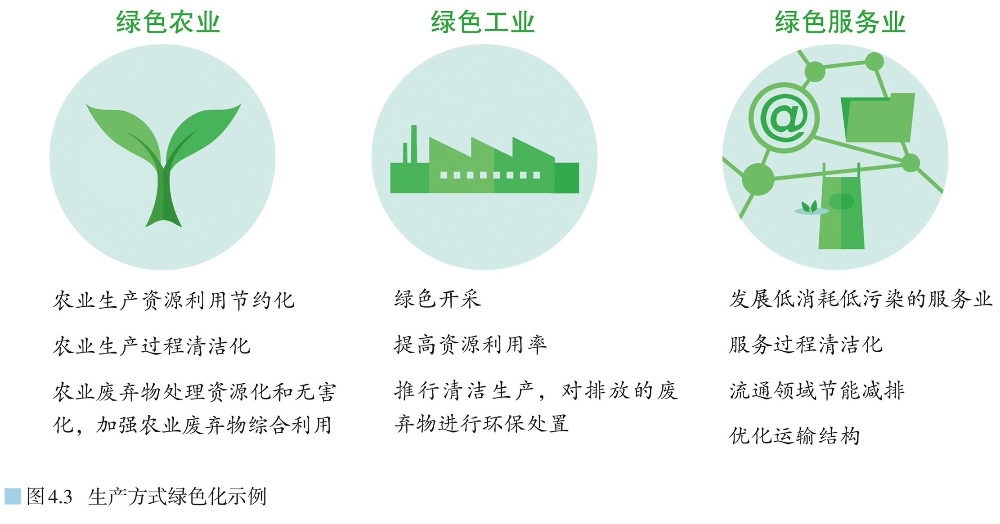 绿色农业
农业生产资源利用节约化
农业生产过程清洁化
农业废弃物处理资源化和无害
化，加强农业废弃物综合利用
绿色工业
绿色开采
提高资源利用率
推行清洁生产，对排放的废
弃物进行环保处置
绿色服务业
@
发展低消耗低污染的服务业
服务过程清洁化
流通领域节能减排
优化运输结构
图4.3 生产方式绿色化示例